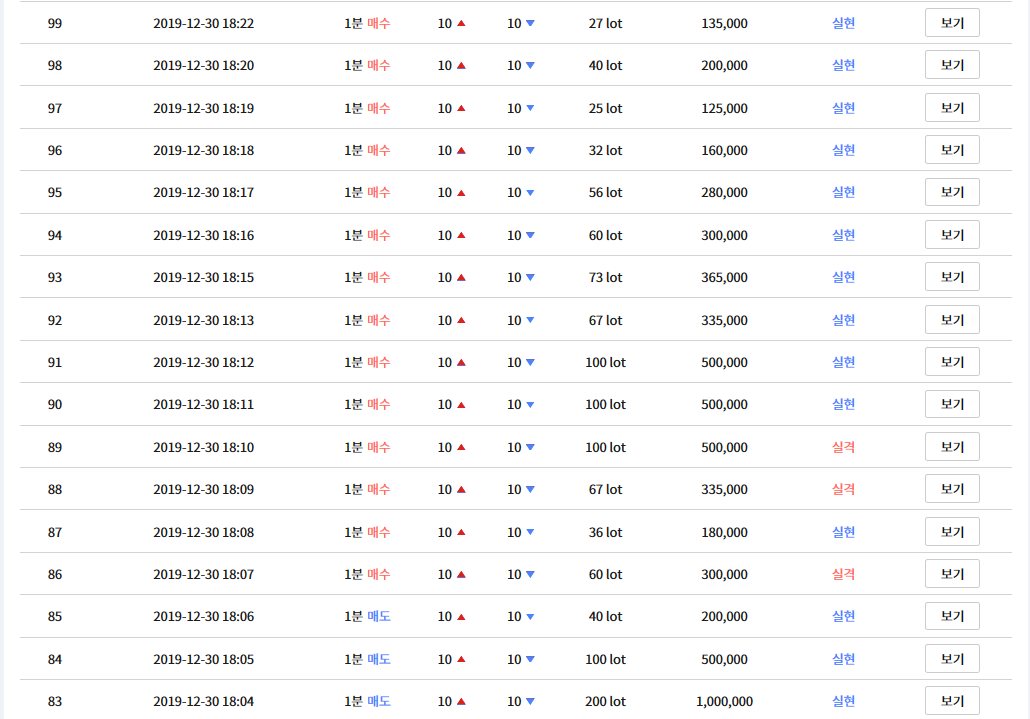 99 2019-12-30 18:22 1분 매수 10 ▲ 10 ▼ 27 lot 135,000 실현 보기
98 2019-12-30 18:20 1분 매수 10 ▲ 10 ▼ 40 lot 200,000 실현 보기
97 2019-12-30 18:19 1분 매수 10 ▲ 10 ▼ 25 lot 125,000 실현 보기
96 2019-12-30 18:18 1분 매수 10 ▲ 10 ▼ 32 lot 160,000 실현 보기
95 2019-12-30 18:17 1분 매수 10 ▲ 10 ▼ 56 lot 280,000 실현 보기
94 2019-12-30 18:16 1분 매수 10 ▲ 10 ▼ 60 lot 300,000 실현 보기
93 2019-12-30 18:15 1분 매수 10 ▲ 10 ▼ 73 lot 365,000 실현 보기
92 2019-12-30 18:13 1분 매수 10 ▲ 10 ▼ 67 lot 335,000 실현 보기
91 2019-12-30 18:12 1분 매수 10 ▲ 10 ▼ 100 lot 500,000 실현 보기
90 2019-12-30 18:11 1분 매수 10 ▲ 10 ▼ 100 lot 500,000 실현 보기
89 2019-12-30 18:10 1분 매수 10 ▲ 10 ▼ 100 lot 500,000 실격 보기
88 2019-12-30 18:09 1분 매수 10 ▲ 10 ▼ 67 lot 335,000 실격 보기
87 2019-12-30 18:08 1분 매수 10 ▲ 10 ▼ 36 lot 180,000 실현 보기
86 2019-12-30 18:07 1분 매수 10 ▲ 10 ▼ 60 lot 300,000 실격 보기
85 2019-12-30 18:06 1분 매도 10 ▲ 10 ▼ 40 lot 200,000 실현 보기
84 2019-12-30 18:05 1분 매도 10 ▲ 10 ▼ 100 lot 500,000 실현 보기
83 2019-12-30 18:04 1분 매도 10 ▲ 10 ▼ 200 lot 1,000,000 실현 보기